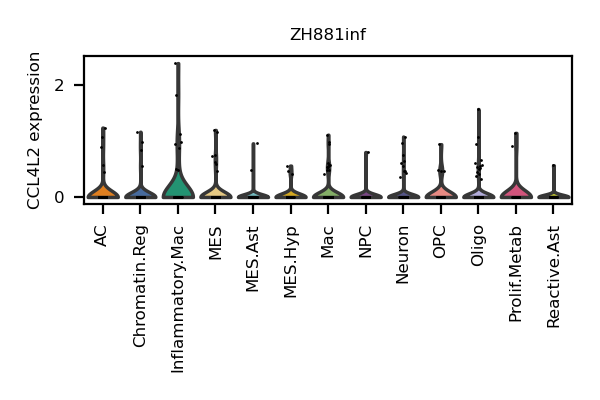 ZH881inf
CCL4L2 expression
2
0
AC
Chromatin.Reg
Inflammatory.Mac
MES
MES.Ast
MES.Hyp
Mac
NPC
Neuron
OPC
Oligo
Prolif.Metab
Reactive.Ast